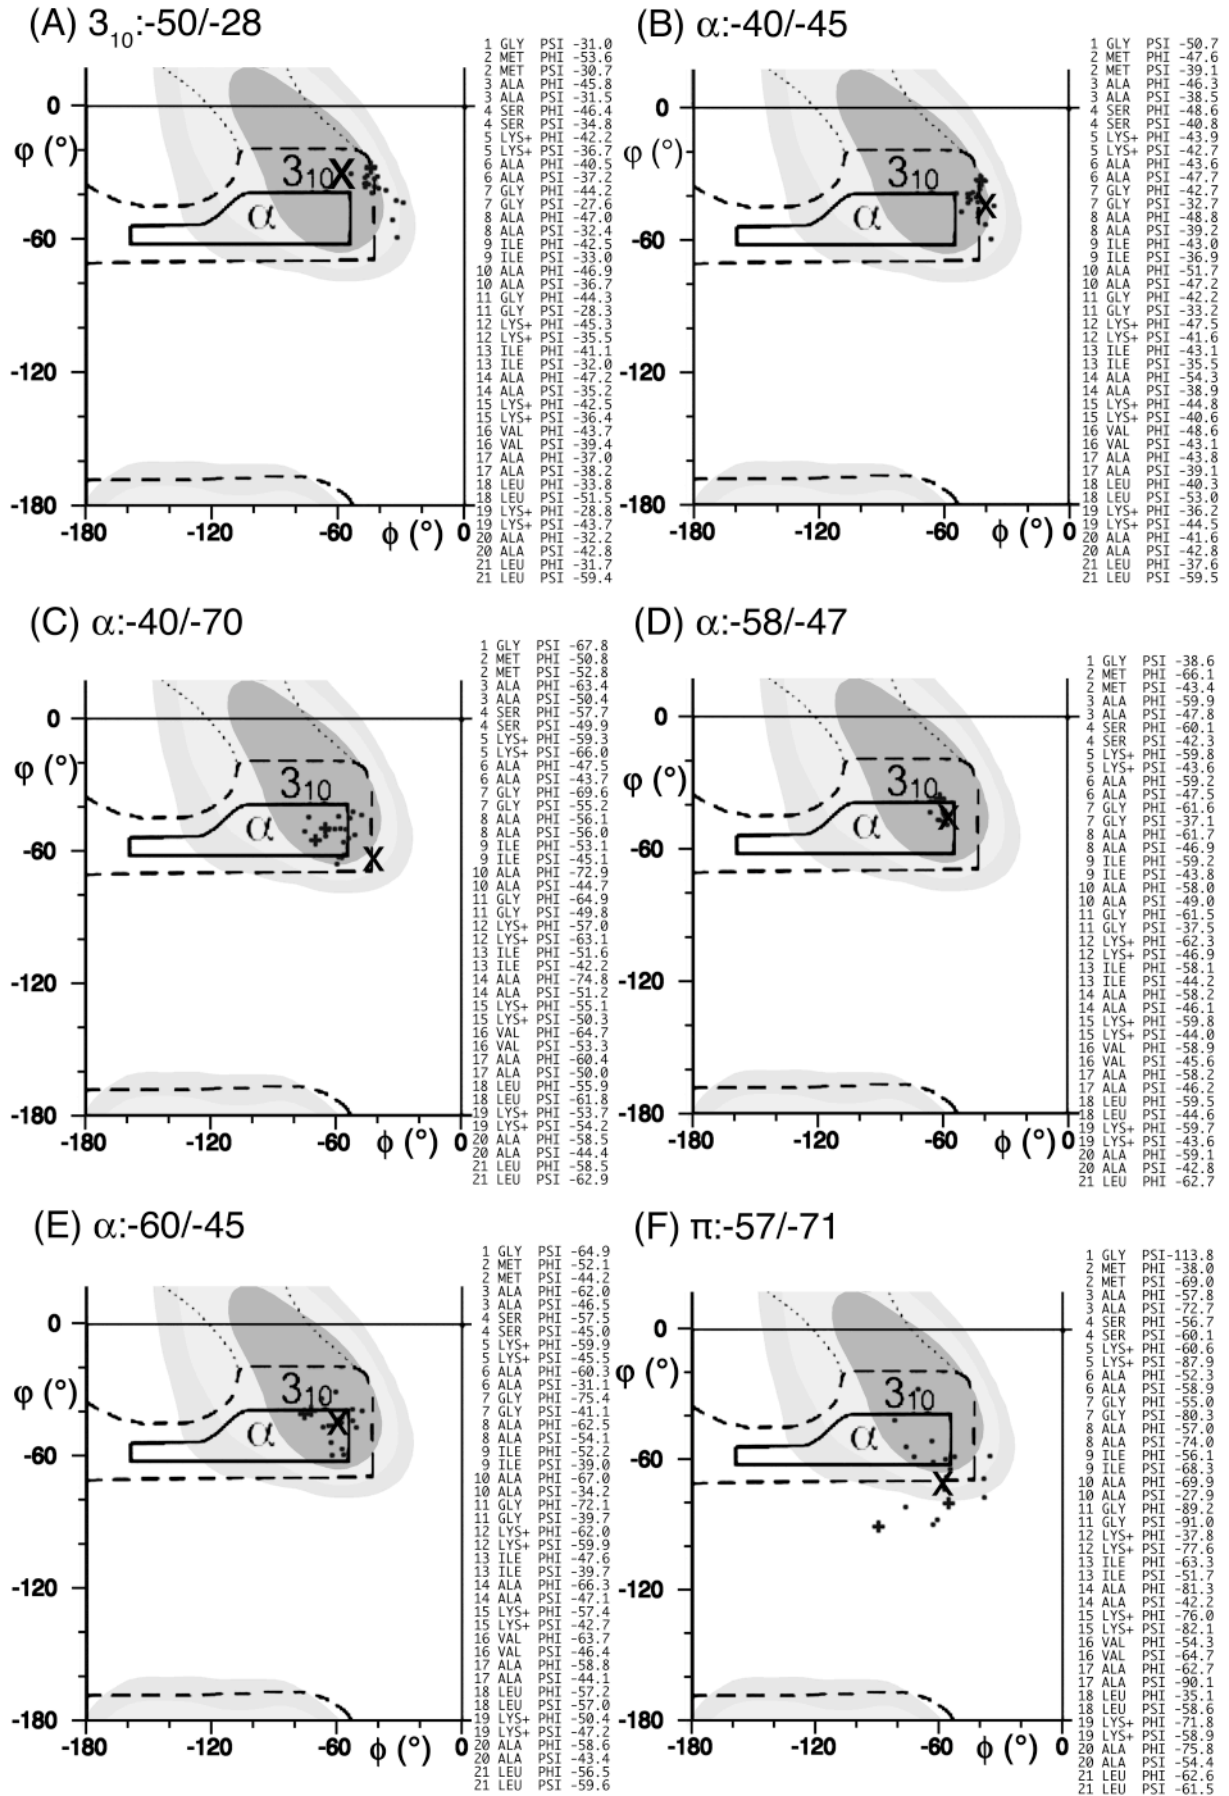 (A) 3₁₀:-50/-28
0
φ (°)
-60
-120
-180
3₁₀
α
X
-180 -120 -60 0
ϕ (°)
1 GLY PSI -31.0
2 MET PHI -53.6
2 MET PSI -30.7
3 ALA PHI -45.8
3 ALA PSI -31.5
4 SER PHI -46.4
4 SER PSI -34.8
5 LYS+ PHI -42.2
5 LYS+ PSI -36.7
6 ALA PHI -40.5
6 ALA PSI -37.2
7 GLY PHI -44.2
7 GLY PSI -27.6
8 ALA PHI -47.0
8 ALA PSI -32.4
9 ILE PHI -42.5
9 ILE PSI -33.0
10 ALA PHI -46.9
10 ALA PSI -36.7
11 GLY PHI -44.3
11 GLY PSI -28.3
12 LYS+ PHI -45.3
12 LYS+ PSI -35.5
13 ILE PHI -41.1
13 ILE PSI -32.0
14 ALA PHI -47.2
14 ALA PSI -35.2
15 LYS+ PHI -42.5
15 LYS+ PSI -36.4
16 VAL PHI -43.7
16 VAL PSI -39.4
17 ALA PHI -37.0
17 ALA PSI -38.2
18 LEU PHI -33.8
18 LEU PSI -51.5
19 LYS+ PHI -28.8
19 LYS+ PSI -43.7
20 ALA PHI -32.2
20 ALA PSI -42.8
21 LEU PHI -31.7
21 LEU PSI -59.4
(B) α:-40/-45
0
φ (°)
-60
-120
-180
3₁₀
α
X
-180 -120 -60 0
ϕ (°)
1 GLY PSI -50.7
2 MET PHI -47.6
2 MET PSI -39.1
3 ALA PHI -46.3
3 ALA PSI -38.5
4 SER PHI -48.6
4 SER PSI -40.8
5 LYS+ PHI -43.9
5 LYS+ PSI -42.7
6 ALA PHI -43.6
6 ALA PSI -47.7
7 GLY PHI -42.7
7 GLY PSI -32.7
8 ALA PHI -48.8
8 ALA PSI -39.2
9 ILE PHI -43.0
9 ILE PSI -36.9
10 ALA PHI -51.7
10 ALA PSI -47.2
11 GLY PHI -42.2
11 GLY PSI -33.2
12 LYS+ PHI -47.5
12 LYS+ PSI -41.6
13 ILE PHI -43.1
13 ILE PSI -35.5
14 ALA PHI -54.3
14 ALA PSI -38.9
15 LYS+ PHI -44.8
15 LYS+ PSI -40.6
16 VAL PHI -48.6
16 VAL PSI -43.1
17 ALA PHI -43.8
17 ALA PSI -39.1
18 LEU PHI -40.3
18 LEU PSI -53.0
19 LYS+ PHI -36.2
19 LYS+ PSI -44.5
20 ALA PHI -41.6
20 ALA PSI -42.8
21 LEU PHI -37.6
21 LEU PSI -59.5
(C) α:-40/-70
0
φ (°)
-60
-120
-180
3₁₀
α
X
-180 -120 -60 0
ϕ (°)
1 GLY PSI -67.8
2 MET PHI -50.8
2 MET PSI -52.8
3 ALA PHI -63.4
3 ALA PSI -50.4
4 SER PHI -57.7
4 SER PSI -49.9
5 LYS+ PHI -59.3
5 LYS+ PSI -66.0
6 ALA PHI -47.5
6 ALA PSI -43.7
7 GLY PHI -69.6
7 GLY PSI -55.2
8 ALA PHI -56.1
8 ALA PSI -56.0
9 ILE PHI -53.1
9 ILE PSI -45.1
10 ALA PHI -72.9
10 ALA PSI -44.7
11 GLY PHI -64.9
11 GLY PSI -49.8
12 LYS+ PHI -57.0
12 LYS+ PSI -63.1
13 ILE PHI -51.6
13 ILE PSI -42.2
14 ALA PHI -74.8
14 ALA PSI -51.2
15 LYS+ PHI -55.1
15 LYS+ PSI -50.3
16 VAL PHI -64.7
16 VAL PSI -53.3
17 ALA PHI -60.4
17 ALA PSI -50.0
18 LEU PHI -55.9
18 LEU PSI -61.8
19 LYS+ PHI -53.7
19 LYS+ PSI -54.2
20 ALA PHI -58.5
20 ALA PSI -44.4
21 LEU PHI -58.5
21 LEU PSI -62.9
(D) α:-58/-47
0
φ (°)
-60
-120
-180
3₁₀
α
X
-180 -120 -60 0
ϕ (°)
1 GLY PSI -38.6
2 MET PHI -66.1
2 MET PSI -43.4
3 ALA PHI -59.9
3 ALA PSI -47.8
4 SER PHI -60.1
4 SER PSI -42.3
5 LYS+ PHI -59.8
5 LYS+ PSI -43.6
6 ALA PHI -59.2
6 ALA PSI -47.5
7 GLY PHI -61.6
7 GLY PSI -37.1
8 ALA PHI -61.7
8 ALA PSI -46.9
9 ILE PHI -59.2
9 ILE PSI -43.8
10 ALA PHI -58.0
10 ALA PSI -49.0
11 GLY PHI -61.5
11 GLY PSI -37.5
12 LYS+ PHI -62.3
12 LYS+ PSI -46.9
13 ILE PHI -58.1
13 ILE PSI -44.2
14 ALA PHI -58.2
14 ALA PSI -46.1
15 LYS+ PHI -59.8
15 LYS+ PSI -44.0
16 VAL PHI -58.9
16 VAL PSI -45.6
17 ALA PHI -58.2
17 ALA PSI -46.2
18 LEU PHI -59.5
18 LEU PSI -44.6
19 LYS+ PHI -59.7
19 LYS+ PSI -43.6
20 ALA PHI -59.1
20 ALA PSI -42.8
21 LEU PHI -62.7
(E) α:-60/-45
0
φ (°)
-60
-120
-180
3₁₀
α
X
-180 -120 -60 0
ϕ (°)
1 GLY PSI -64.9
2 MET PHI -52.1
2 MET PSI -44.2
3 ALA PHI -62.0
3 ALA PSI -46.5
4 SER PHI -57.5
4 SER PSI -45.0
5 LYS+ PHI -59.9
5 LYS+ PSI -45.5
6 ALA PHI -60.3
6 ALA PSI -31.1
7 GLY PHI -75.4
7 GLY PSI -41.1
8 ALA PHI -62.5
8 ALA PSI -54.1
9 ILE PHI -52.2
9 ILE PSI -39.0
10 ALA PHI -67.0
10 ALA PSI -34.2
11 GLY PHI -72.1
11 GLY PSI -39.7
12 LYS+ PHI -62.0
12 LYS+ PSI -59.9
13 ILE PHI -47.6
13 ILE PSI -39.7
14 ALA PHI -66.3
14 ALA PSI -47.1
15 LYS+ PHI -57.4
15 LYS+ PSI -42.7
16 VAL PHI -63.7
16 VAL PSI -46.4
17 ALA PHI -58.8
17 ALA PSI -44.1
18 LEU PHI -57.2
18 LEU PSI -57.0
19 LYS+ PHI -50.4
19 LYS+ PSI -47.2
20 ALA PHI -58.6
20 ALA PSI -43.4
21 LEU PHI -56.5
21 LEU PSI -59.6
(F) π:-57/-71
0
φ (°)
-60
-120
-180
3₁₀
α
X
-180 -120 -60 0
ϕ (°)
1 GLY PSI-113.8
2 MET PHI -38.0
2 MET PSI -69.0
3 ALA PHI -57.8
3 ALA PSI -72.7
4 SER PHI -56.7
4 SER PSI -60.1
5 LYS+ PHI -60.6
5 LYS+ PSI -87.9
6 ALA PHI -52.3
6 ALA PSI -58.9
7 GLY PHI -55.0
7 GLY PSI -80.3
8 ALA PHI -57.0
8 ALA PSI -74.0
9 ILE PHI -56.1
9 ILE PSI -68.3
10 ALA PHI -69.9
10 ALA PSI -27.9
11 GLY PHI -89.2
11 GLY PSI -91.0
12 LYS+ PHI -37.8
12 LYS+ PSI -77.6
13 ILE PHI -63.3
13 ILE PSI -51.7
14 ALA PHI -81.3
14 ALA PSI -42.2
15 LYS+ PHI -76.0
15 LYS+ PSI -82.1
16 VAL PHI -54.3
16 VAL PSI -64.7
17 ALA PHI -62.7
17 ALA PSI -90.1
18 LEU PHI -35.1
18 LEU PSI -58.6
19 LYS+ PHI -71.8
19 LYS+ PSI -58.9
20 ALA PHI -75.8
20 ALA PSI -54.4
21 LEU PHI -62.6
21 LEU PSI -61.5